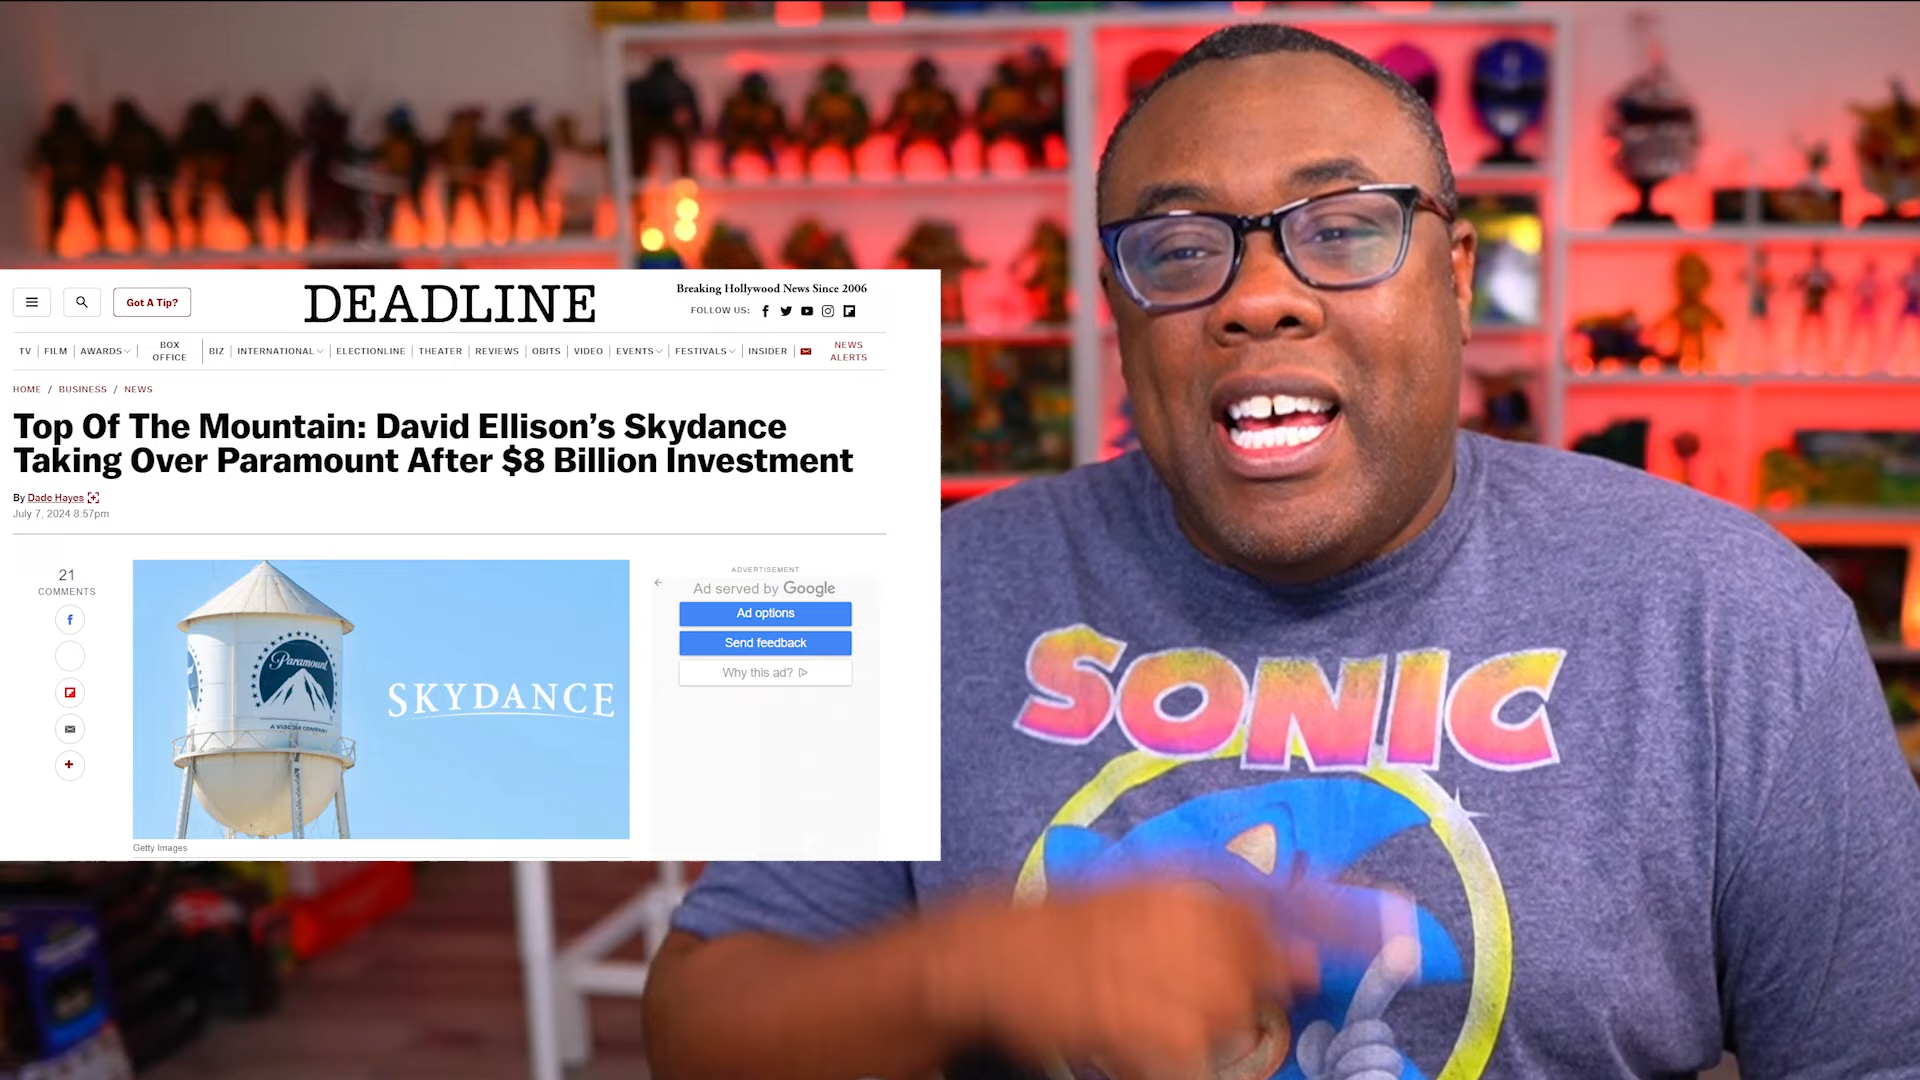 Got A Tip?
DEADLINE
Breaking Hollywood News Since 2006
FOLLOW US:
TV
FILM
AWARDS
BOX
OFFICE
BIZ
INTERNATIONAL
ELECTIONLINE
THEATER
REVIEWS
OBITS
VIDEO
EVENTS
FESTIVALS
INSIDER
NEWS
ALERTS
HOME / BUSINESS / NEWS
Top Of The Mountain: David Ellison’s Skydance
Taking Over Paramount After $8 Billion Investment
By Dade Hayes
July 7, 2024 8:57pm
21
COMMENTS
Paramount
A VIACOM COMPANY
SKYDANCE
Getty Images
ADVERTISEMENT
Ad served by Google
Ad options
Send feedback
Why this ad?
SONIC